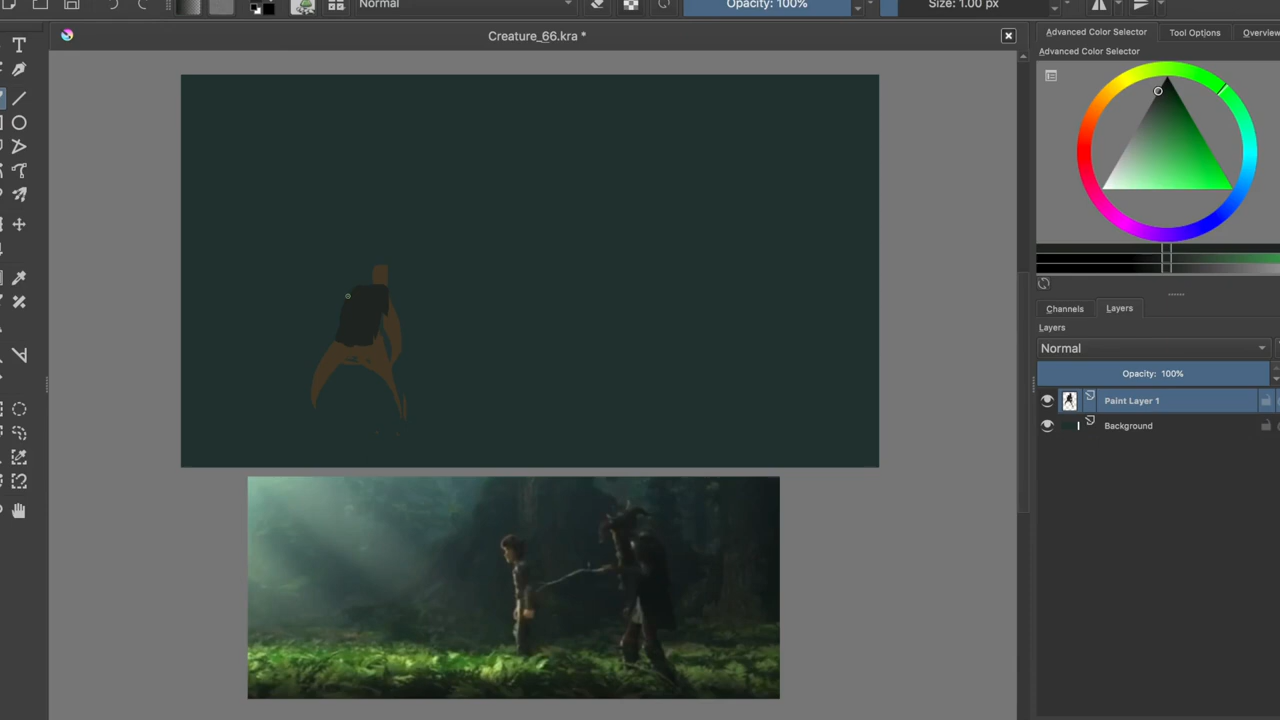 Normal
Opacity: 100%
Size: 1.00 px
Creature_66.kra *
Advanced Color Selector
Tool Options
Overview
Advanced Color Selector
Channels
Layers
Layers
Normal
Opacity: 100%
Paint Layer 1
Background